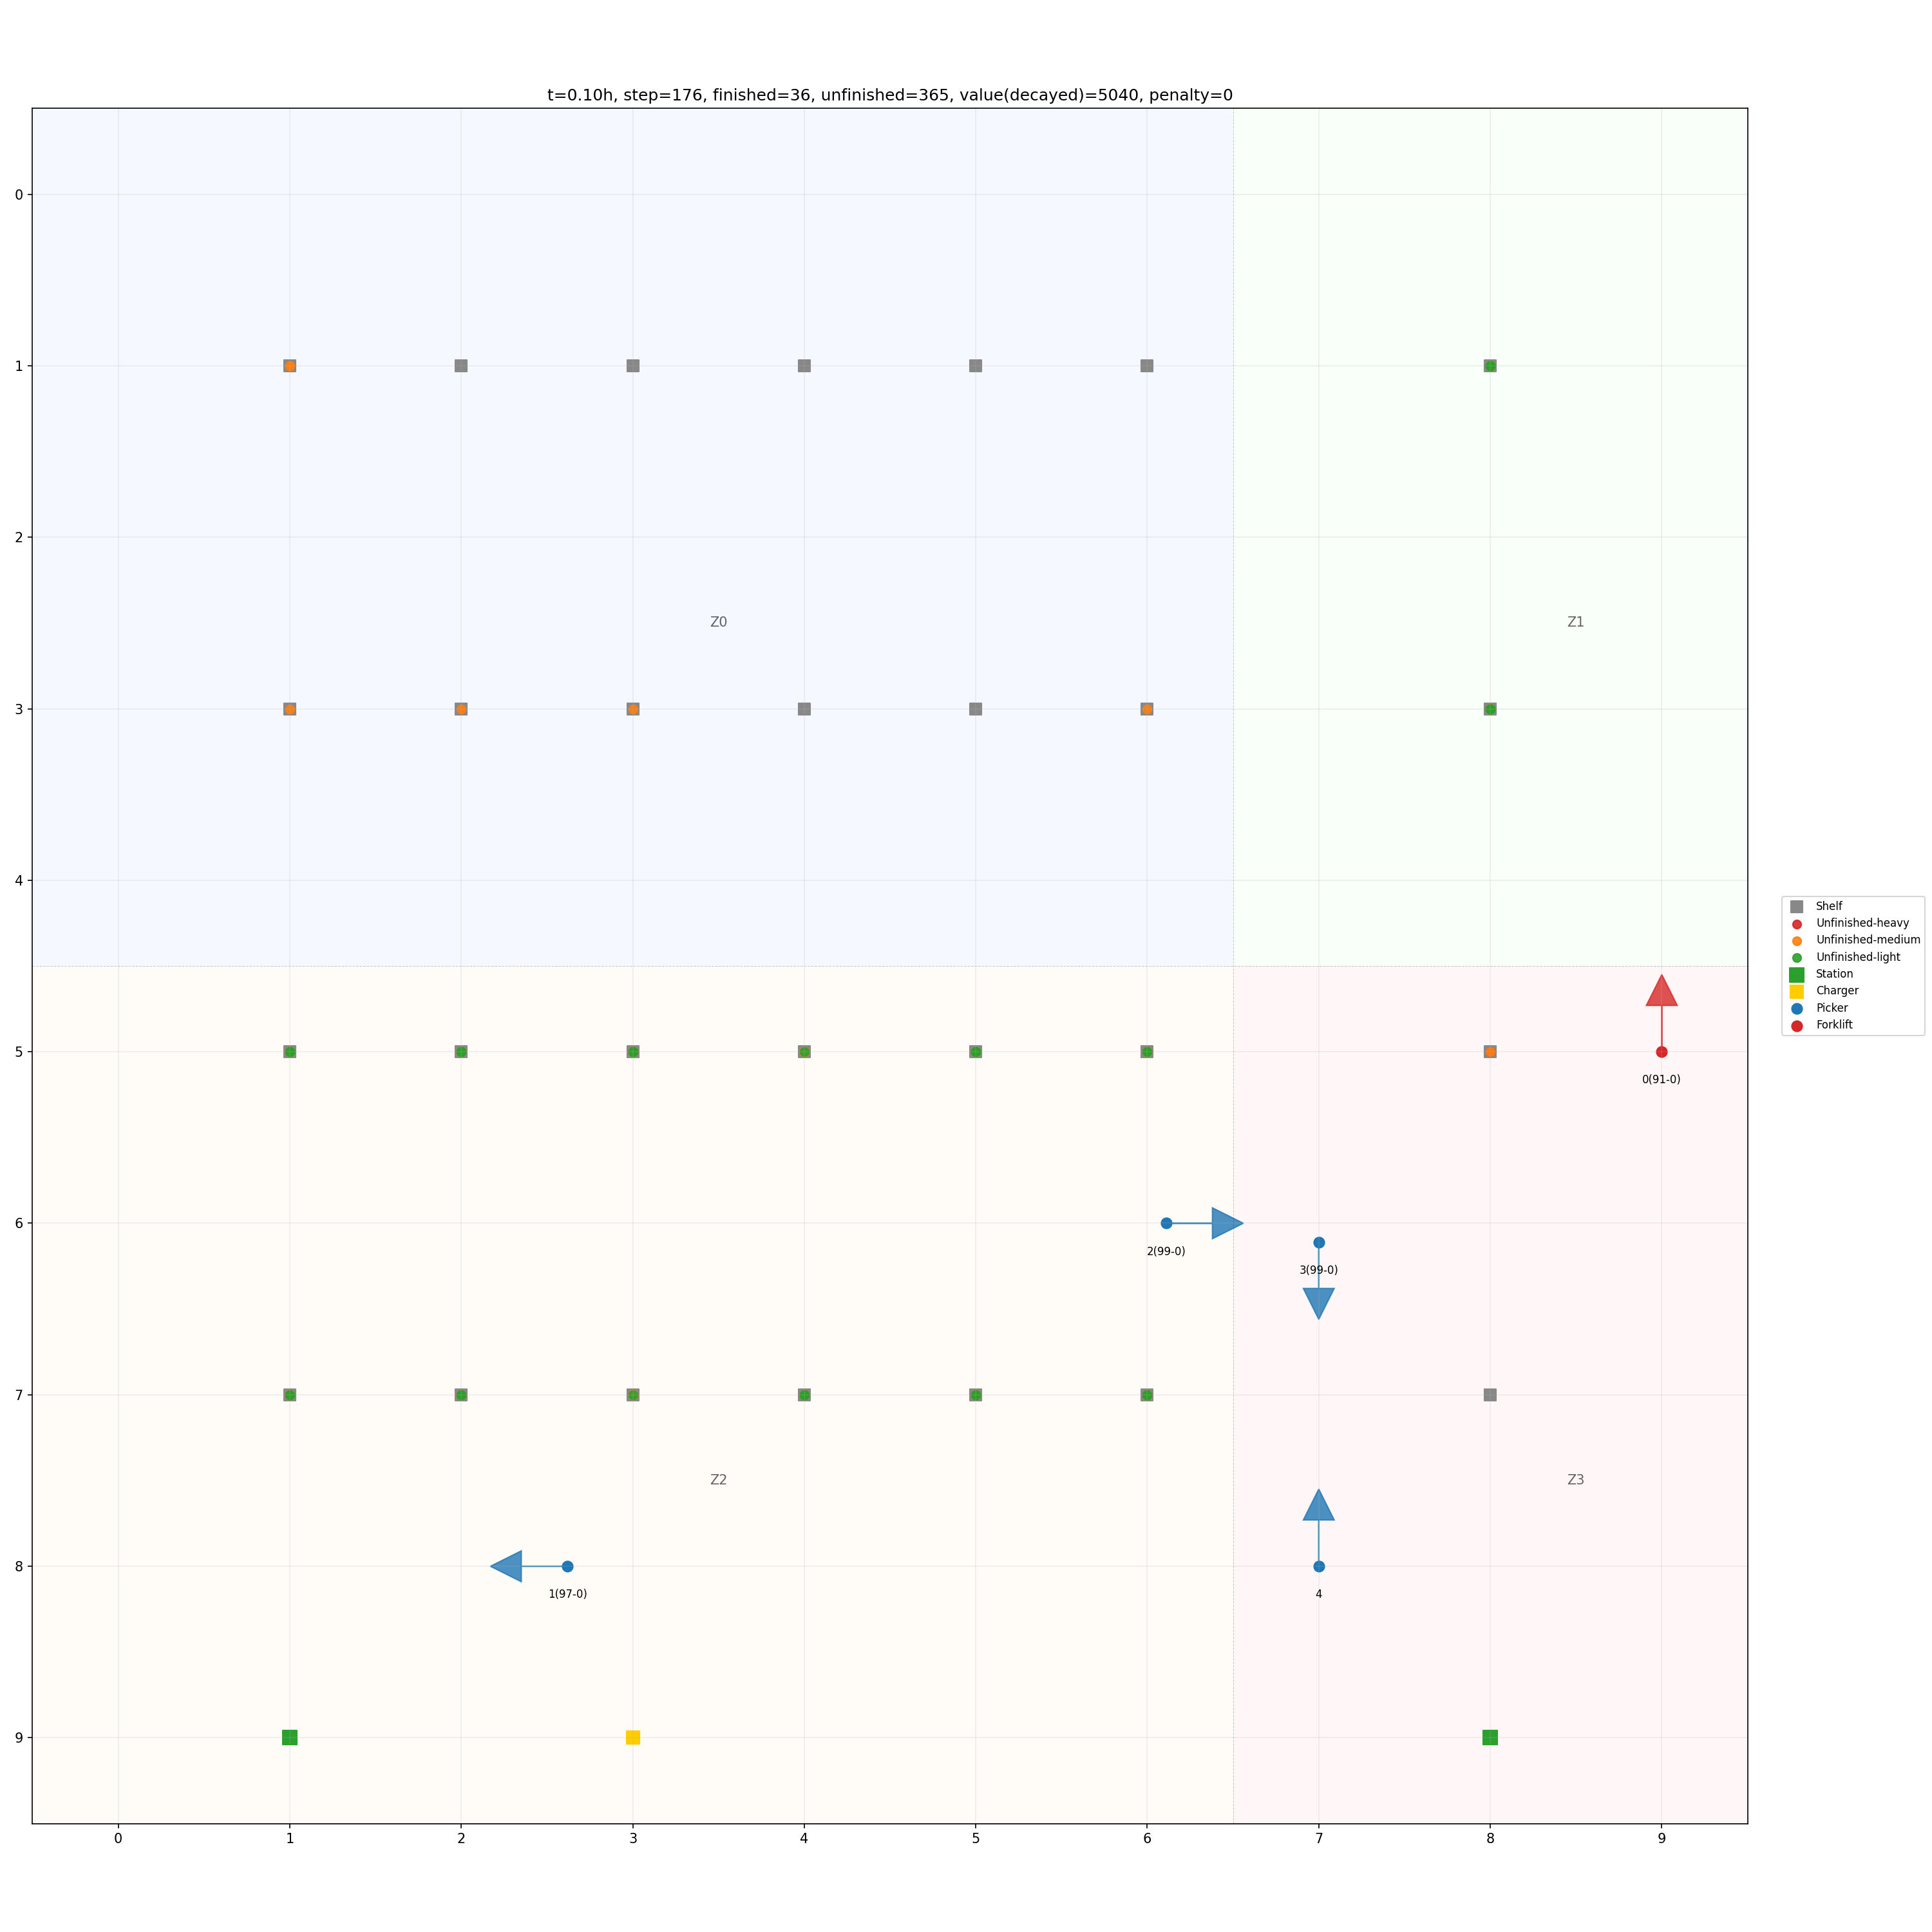 t=0.10h, step=176, finished=36, unfinished=365, value(decayed)=5040, penalty=0
0
1
2
Z0
Z1
3
4
Shelf
Unfinished-heavy
Unfinished-medium
Unfinished-light
Station
Charger
Picker
Forklift
5
0(91-0)
6
2(99-0)
3(99-0)
7
Z2
Z3
8
1(97-0)
4
9
0 1 2 3 4 5 6 7 8 9